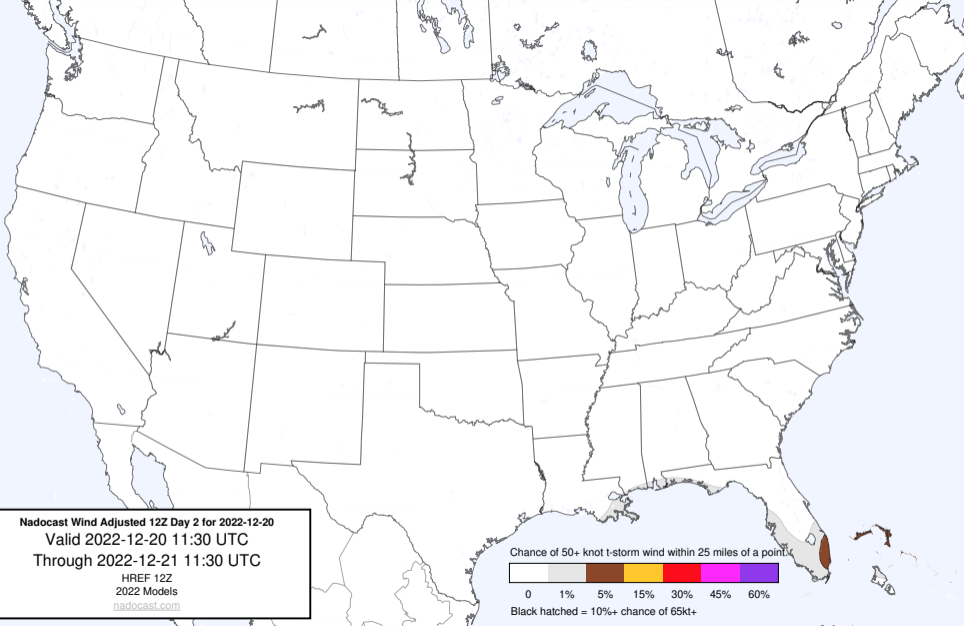 Nadocast Wind Adjusted 12Z Day 2 for 2022-12-20
Valid 2022-12-20 11:30 UTC
Through 2022-12-21 11:30 UTC
HREF 12Z
2022 Models
nadocast.com
Chance of 50+ knot t-storm wind within 25 miles of a point.
0 1% 5% 15% 30% 45% 60%
Black hatched = 10%+ chance of 65kt+